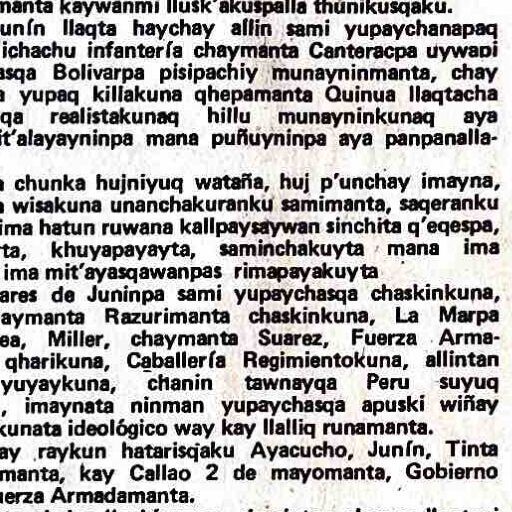 manta kaywanmi llusk'akuspalla thunikusqaku.
unín llaqta haychay allin sami yupaychanapaq
ichachu infantería chaymanta Canteracpa uywapi
asqa Bolivarpa pisipachiy munayninmanta, chay
a yupaq killakuna qhepamanta Quinua llaqtacha
qa realistakunaq hillu munayninkunaq aya
it'alayayninpa mana puñuyninpa aya panpanalla-
a chunka hujniyuq wataña, huj p'unchay imayna,
a wisakuna unanchakuranku samimanta, saqeranku
ima hatun ruwana kallpaysaywan sinchita q'eqespa,
ta, khuyapayayta, saminchakuyta mana ima
ima mit'ayasqawanpas rimapayakuyta
ares de Juninpa sami yupaychasqa chaskinkuna,
aymanta Razurimanta chaskinkuna, La Marpa
ea, Miller, chaymanta Suarez, Fuerza Arma-
qharikuna, Caballería Regimientokuna, allintan
yuyaykuna, chanin tawnayqa Peru suyuq
, imaynata ninman yupaychasqa apuski wiñay
kunata ideológico way kay llalliq runamanta.
ay raykun hatarisqaku Ayacucho, Junín, Tinta
manta, kay Callao 2 de mayomanta, Gobierno
uerza Armadamanta.